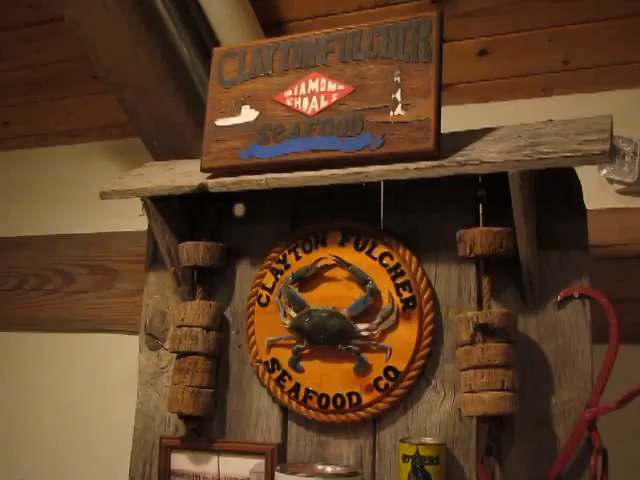 CLAYTON FULCHER
DIAMOND
SHOALS
SEAFOOD
CLAYTON FULCHER
SEAFOOD CO